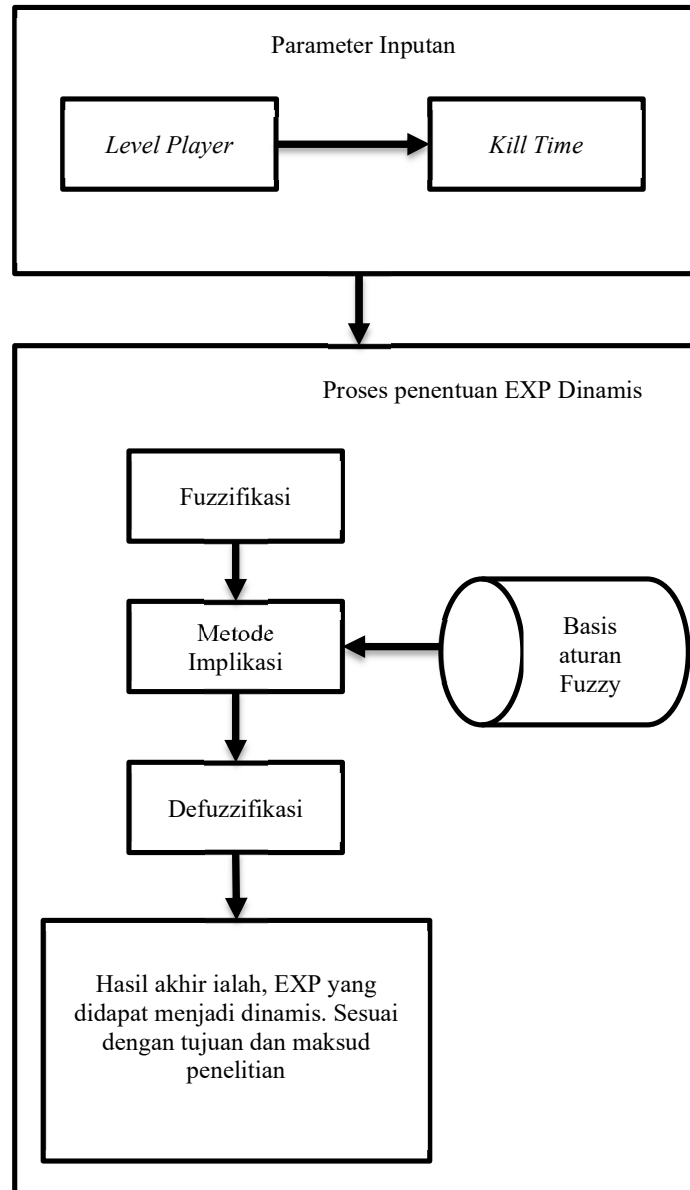 Parameter Inputan
Level Player
Kill Time
Proses penentuan EXP Dinamis
Fuzzifikasi
Metode
Implikasi
Basis
aturan
Fuzzy
Defuzzifikasi
Hasil akhir ialah, EXP yang
didapat menjadi dinamis. Sesuai
dengan tujuan dan maksud
penelitian